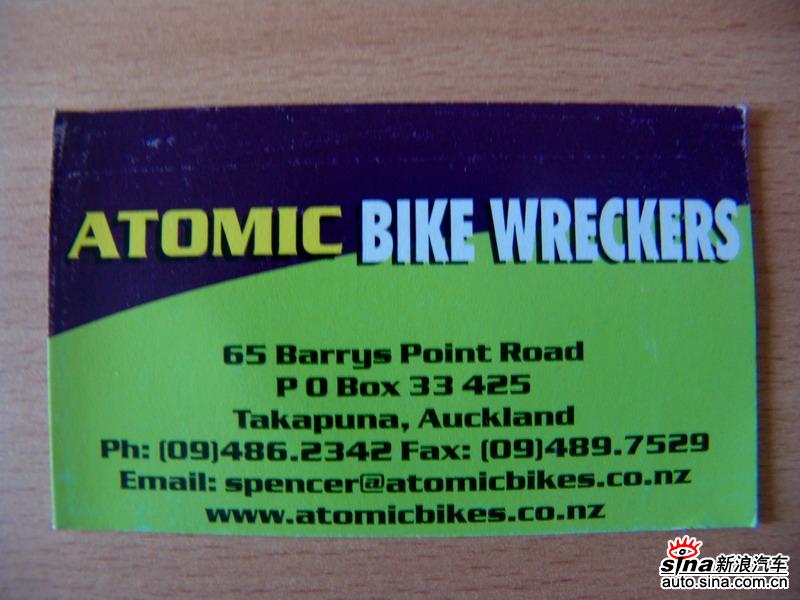 ATOMIC BIKE WRECKERS
65 Barrys Point Road
P O Box 33 425
Takapuna, Auckland
Ph: (09)486.2342 Fax: (09)489.7529
Email: spencer@atomicbikes.co.nz
www.atomicbikes.co.nz
sina新浪汽车
auto.sina.com.cn